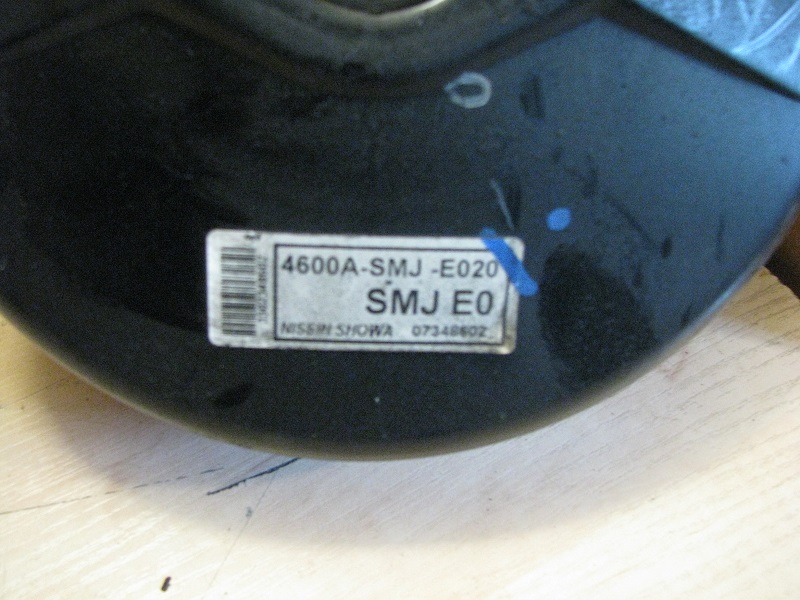 4600A-SMJ -E020
SMJ E0
NISSIN SHOWA 07348602